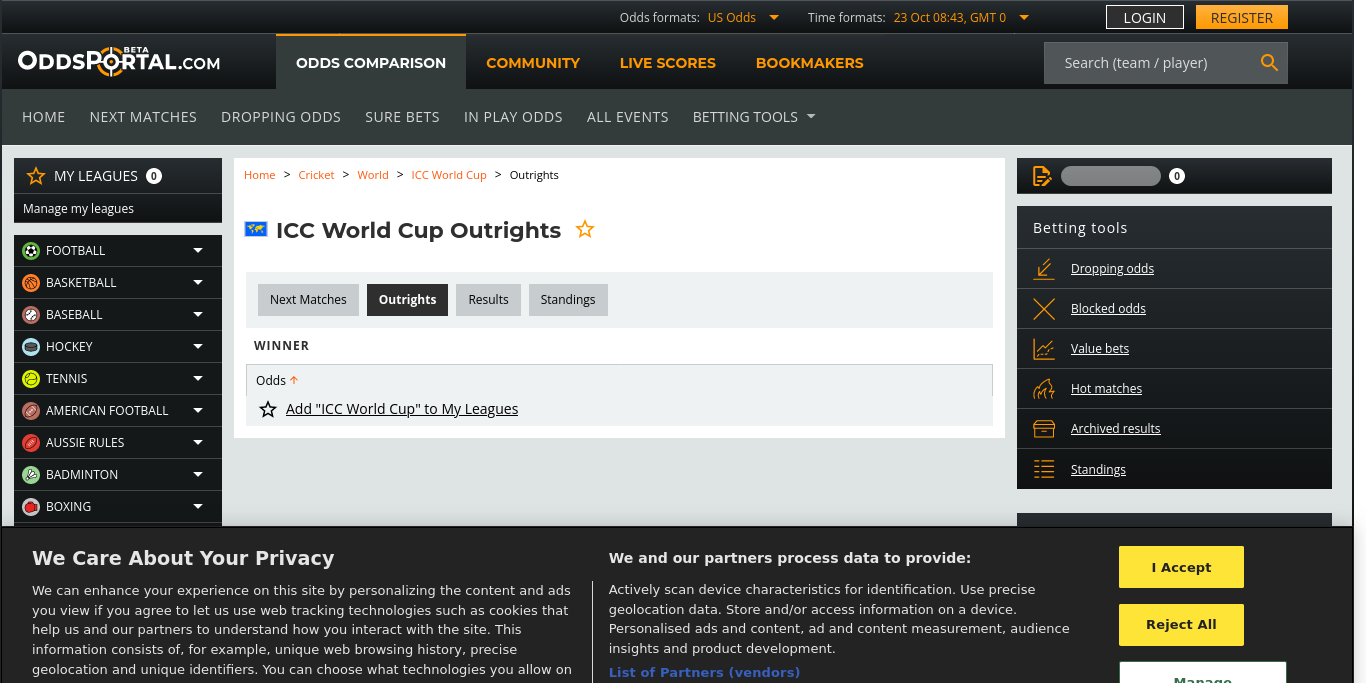 Odds formats: US Odds Time formats: 23 Oct 08:43, GMT 0 LOGIN REGISTER
ODDSPORTAL.COM BETA ODDS COMPARISON COMMUNITY LIVE SCORES BOOKMAKERS Search (team / player)
HOME NEXT MATCHES DROPPING ODDS SURE BETS IN PLAY ODDS ALL EVENTS BETTING TOOLS
MY LEAGUES 0
Manage my leagues
FOOTBALL
BASKETBALL
BASEBALL
HOCKEY
TENNIS
AMERICAN FOOTBALL
AUSSIE RULES
BADMINTON
BOXING
Home > Cricket > World > ICC World Cup > Outrights
ICC World Cup Outrights
Next Matches Outrights Results Standings
WINNER
Odds
Add "ICC World Cup" to My Leagues
0
Betting tools
Dropping odds
Blocked odds
Value bets
Hot matches
Archived results
Standings
We Care About Your Privacy
We can enhance your experience on this site by personalizing the content and ads
you view if you agree to let us use web tracking technologies such as cookies that
help us and our partners to understand how you interact with the site. This
information consists of, for example, unique web browsing history, precise
geolocation and unique identifiers. You can choose what technologies you allow on
We and our partners process data to provide:
Actively scan device characteristics for identification. Use precise
geolocation data. Store and/or access information on a device.
Personalised ads and content, ad and content measurement, audience
insights and product development.
List of Partners (vendors)
I Accept
Reject All
Manage